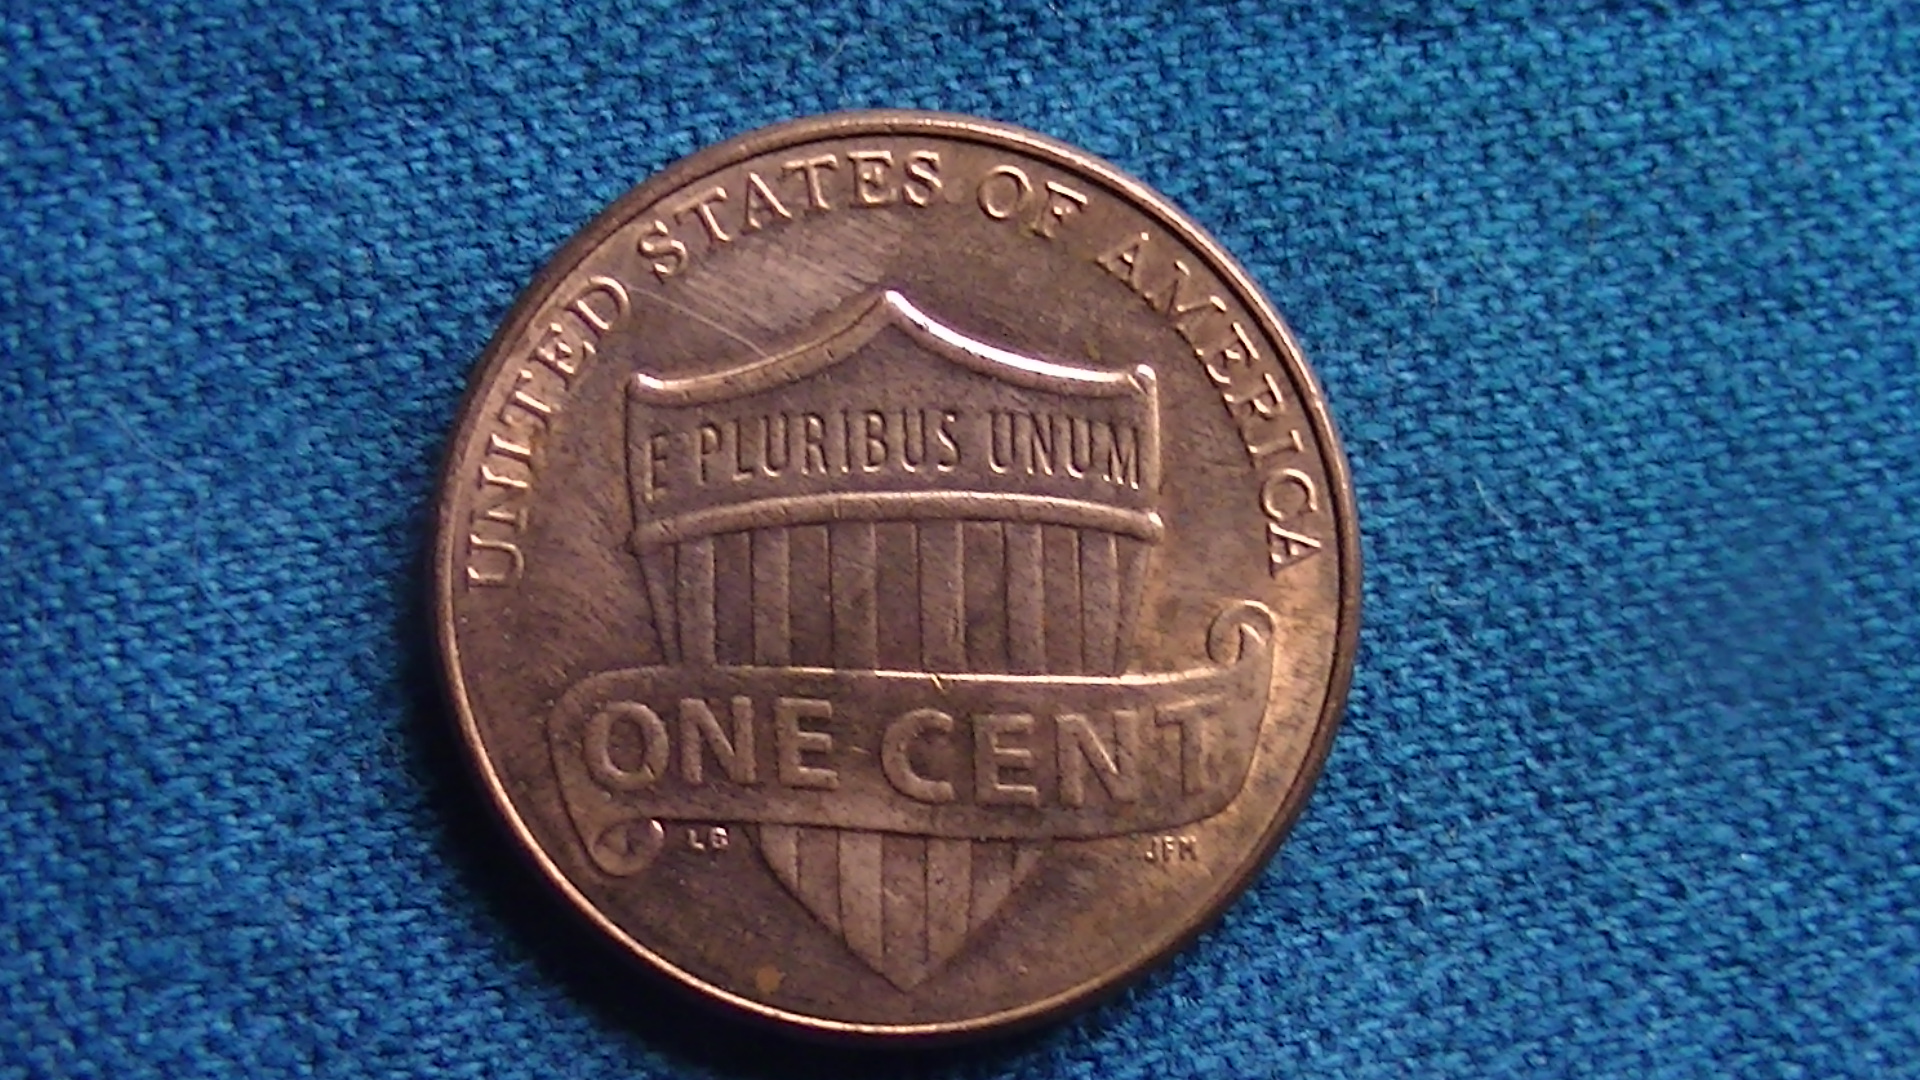 UNITED STATES OF AMERICA
E PLURIBUS UNUM
ONE CENT
LB
JFM